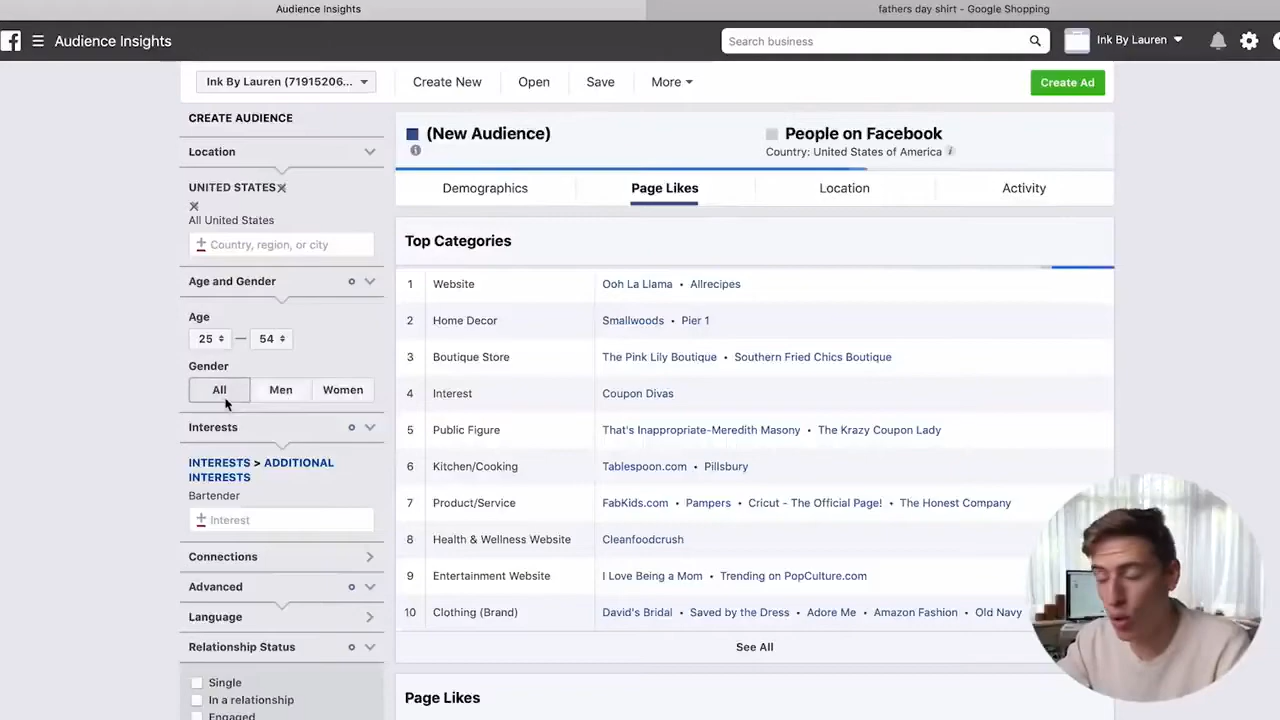 Audience Insights
fathers day shirt - Google Shopping
Audience Insights
Search business
Ink By Lauren
Ink By Lauren (71915206...
Create New
Open
Save
More
Create Ad
CREATE AUDIENCE
Location
UNITED STATES
All United States
Country, region, or city
Age and Gender
Age
25 — 54
Gender
All
Men
Women
Interests
INTERESTS > ADDITIONAL
INTERESTS
Bartender
Interest
Connections
Advanced
Language
Relationship Status
Single
In a relationship
Engaged
(New Audience)
People on Facebook
Country: United States of America
Demographics
Page Likes
Location
Activity
Top Categories
1 Website Ooh La Llama • Allrecipes
2 Home Decor Smallwoods • Pier 1
3 Boutique Store The Pink Lily Boutique • Southern Fried Chics Boutique
4 Interest Coupon Divas
5 Public Figure That's Inappropriate-Meredith Masony • The Krazy Coupon Lady
6 Kitchen/Cooking Tablespoon.com • Pillsbury
7 Product/Service FabKids.com • Pampers • Cricut - The Official Page! • The Honest Company
8 Health & Wellness Website Cleanfoodcrush
9 Entertainment Website I Love Being a Mom • Trending on PopCulture.com
10 Clothing (Brand) David's Bridal • Saved by the Dress • Adore Me • Amazon Fashion • Old Navy
See All
Page Likes